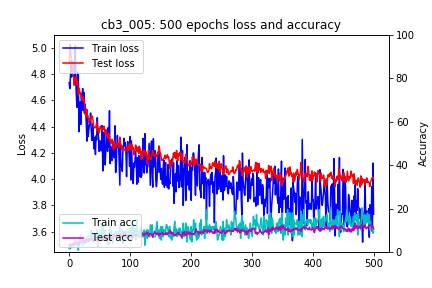 cb3_005: 500 epochs loss and accuracy
Train loss
Test loss
Train acc
Test acc
Loss
Accuracy
5.0
4.8
4.6
4.4
4.2
4.0
3.8
3.6
100
80
60
40
20
0
0 100 200 300 400 500